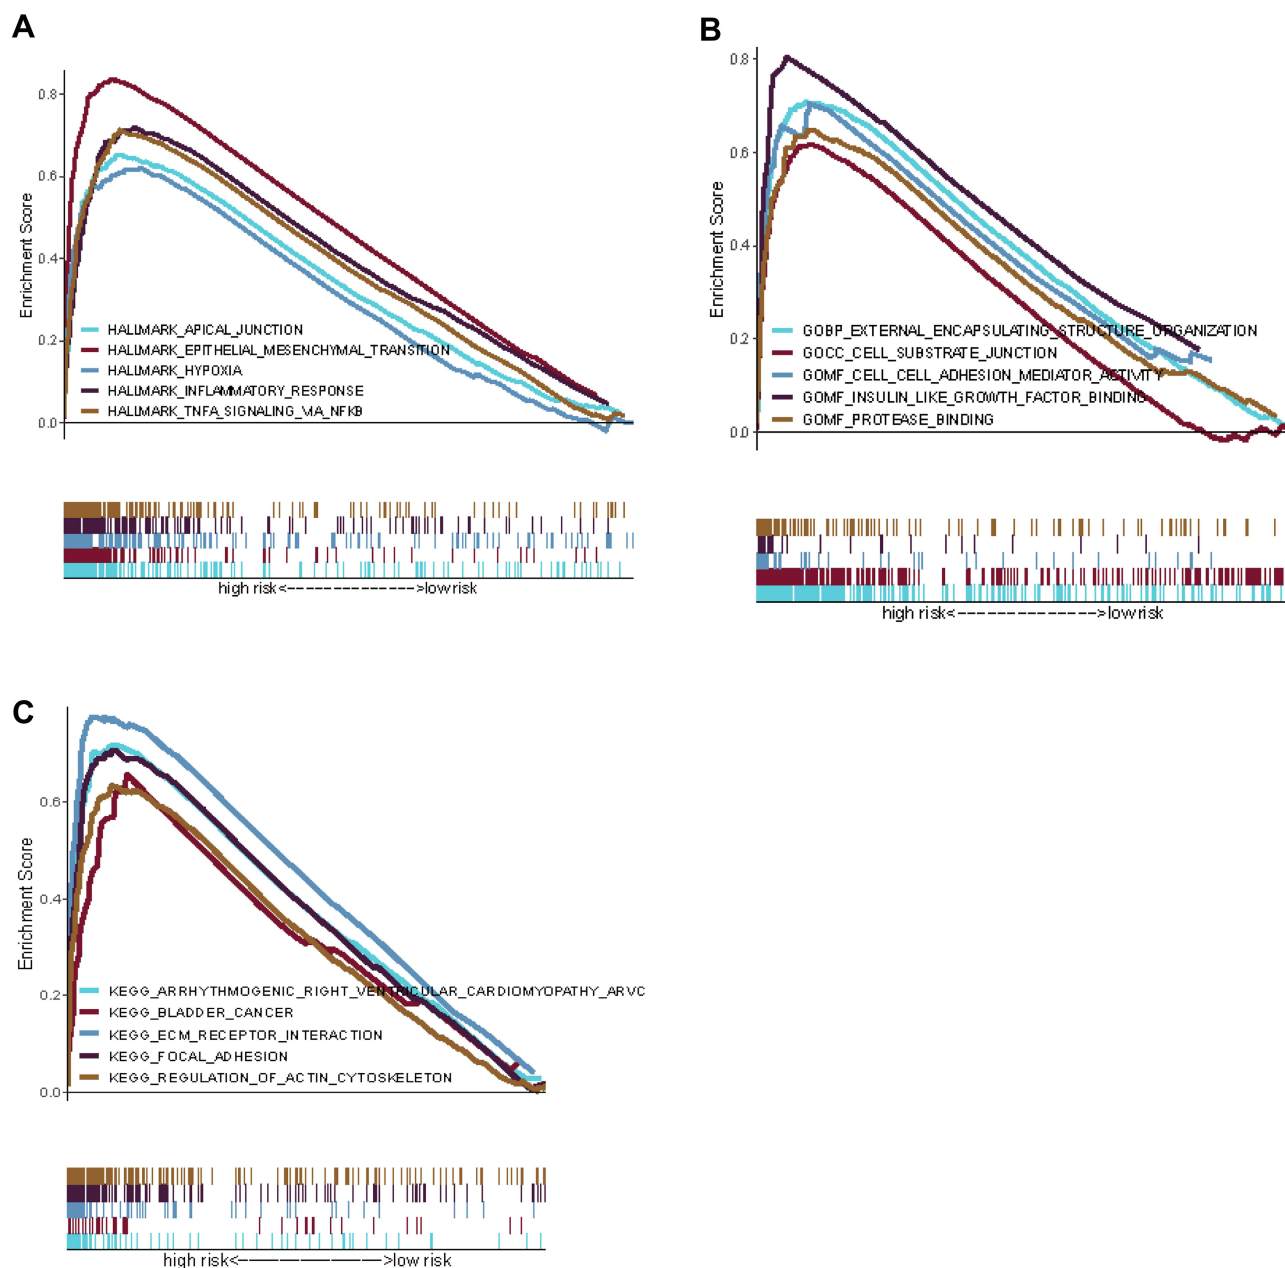 A
Enrichment Score
0.8
0.6
0.4
0.2
0.0
HALLMARK_APICAL_JUNCTION
HALLMARK_EPITHELIAL_MESENCHYMAL_TRANSITION
HALLMARK_HYPOXIA
HALLMARK_INFLAMMATORY_RESPONSE
HALLMARK_TNFA_SIGNALING_VIA_NFKB
high risk<---------------->low risk
B
Enrichment Score
0.8
0.6
0.4
0.2
0.0
GOBP_EXTERNAL_ENCAPSULATING_STRUCTURE_ORGANIZATION
GOCC_CELL_SUBSTRATE_JUNCTION
GOMF_CELL_CELL_ADHESION_MEDIATOR_ACTIVITY
GOMF_INSULIN_LIKE_GROWTH_FACTOR_BINDING
GOMF_PROTEASE_BINDING
high risk<---------------->low risk
C
Enrichment Score
0.6
0.4
0.2
0.0
KEGG_ARRHYTHMOGENIC_RIGHT_VENTRICULAR_CARDIOMYOPATHY_ARVC
KEGG_BLADDER_CANCER
KEGG_ECM_RECEPTOR_INTERACTION
KEGG_FOCAL_ADHESION
KEGG_REGULATION_OF_ACTIN_CYTOSKELETON
high risk<---------------->low risk